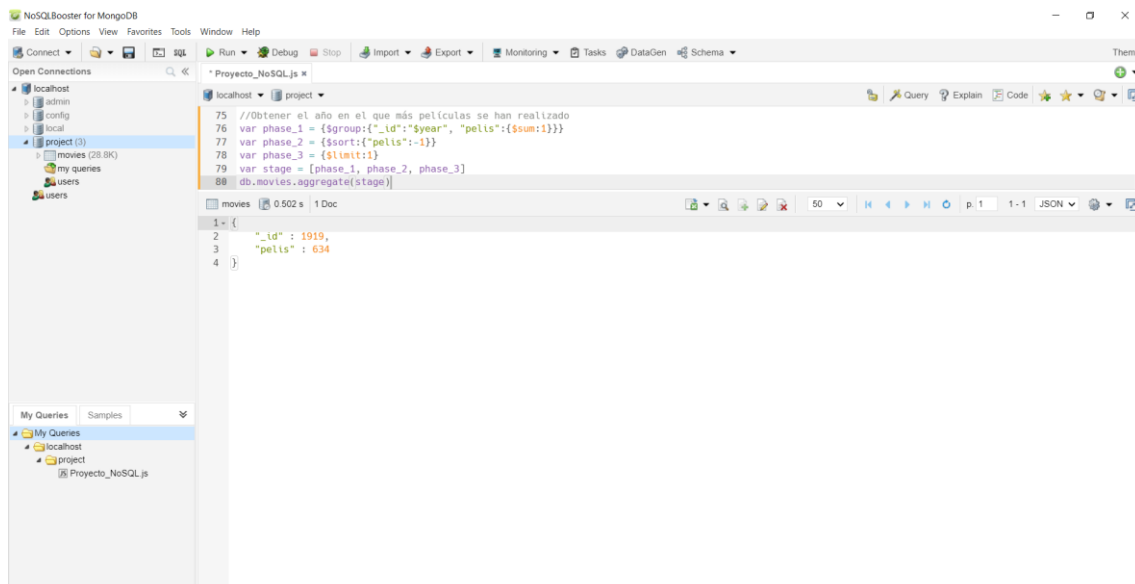 NoSQLBooster for MongoDB
File Edit Options View Favorites Tools Window Help
Connect SQL Run Debug Stop Import Export Monitoring Tasks DataGen Schema Them
Open Connections
* Proyecto_NoSQL.js
localhost
admin
config
local
project (3)
movies (28.8K)
my queries
users
users
localhost project Query Explain Code
75 //Obtener el año en el que más películas se han realizado
76 var phase_1 = {$group:{"_id":"$year", "pelis":{$sum:1}}}
77 var phase_2 = {$sort:{"pelis":-1}}
78 var phase_3 = {$limit:1}
79 var stage = [phase_1, phase_2, phase_3]
80 db.movies.aggregate(stage)
movies 0.502 s 1 Doc 50 p. 1 1 - 1 JSON
1 {
2 "_id" : 1919,
3 "pelis" : 634
4 }
My Queries Samples
My Queries
localhost
project
Proyecto_NoSQL.js